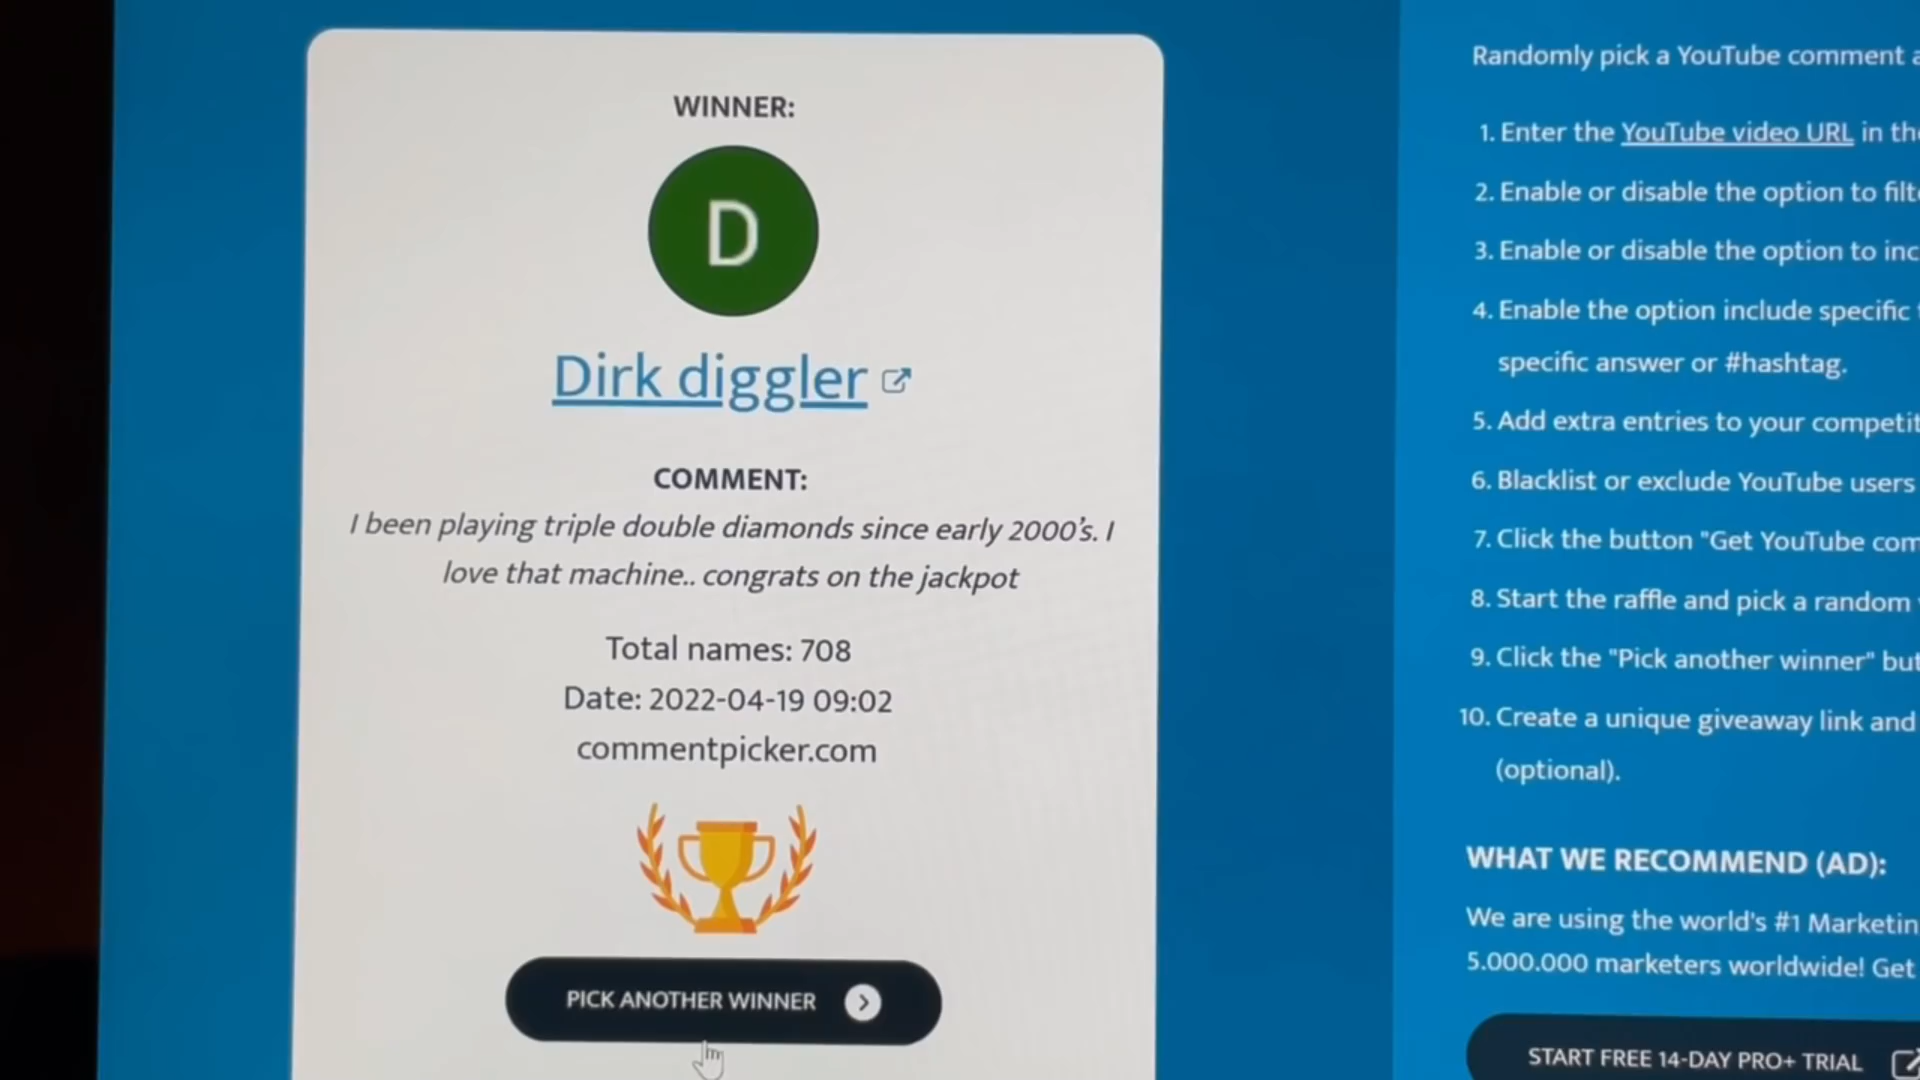 WINNER:
D
Dirk diggler
COMMENT:
I been playing triple double diamonds since early 2000's. I
love that machine.. congrats on the jackpot
Total names: 708
Date: 2022-04-19 09:02
commentpicker.com
PICK ANOTHER WINNER
Randomly pick a YouTube comment a
1. Enter the YouTube video URL in the
2. Enable or disable the option to filt
3. Enable or disable the option to inc
4. Enable the option include specific
specific answer or #hashtag.
5. Add extra entries to your competit
6. Blacklist or exclude YouTube users
7. Click the button "Get YouTube com
8. Start the raffle and pick a random
9. Click the "Pick another winner" but
10. Create a unique giveaway link and
(optional).
WHAT WE RECOMMEND (AD):
We are using the world's #1 Marketin
5.000.000 marketers worldwide! Get
START FREE 14-DAY PRO+ TRIAL